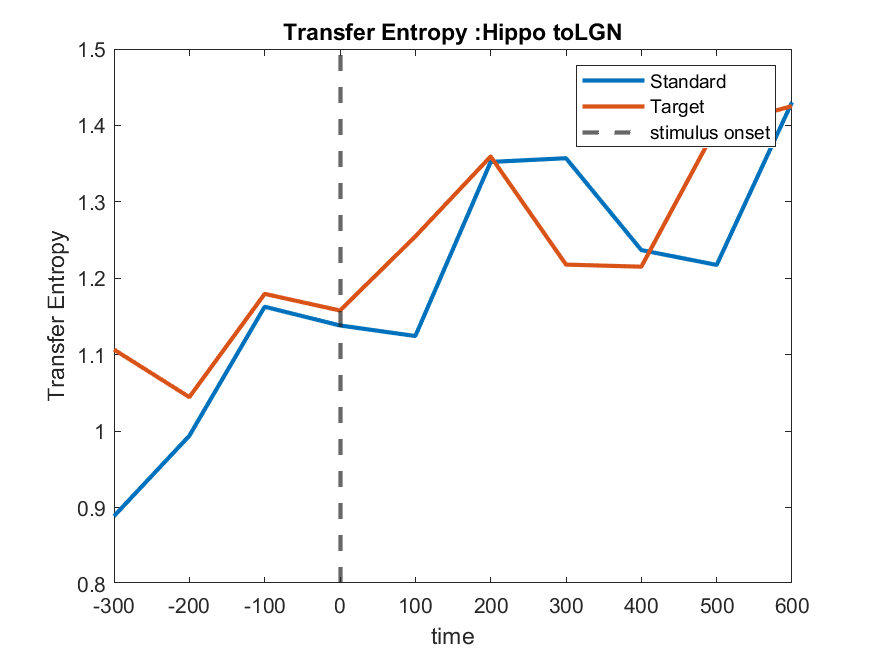 Transfer Entropy :Hippo toLGN
1.5
1.4
1.3
1.2
1.1
1
0.9
0.8
Transfer Entropy
Standard
Target
stimulus onset
-300 -200 -100 0 100 200 300 400 500 600
time